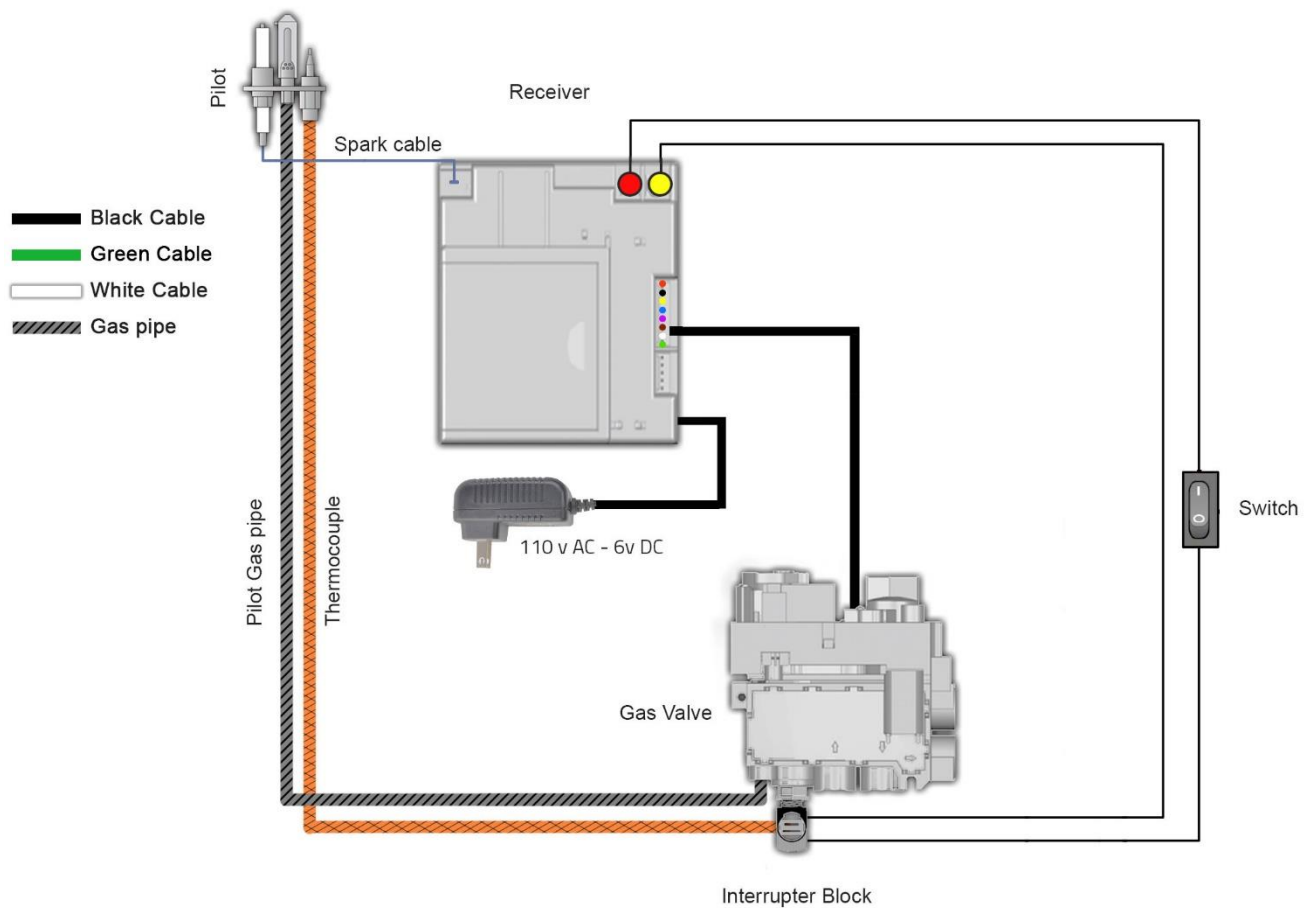 Pilot
Receiver
Spark cable
Black Cable
Green Cable
White Cable
Gas pipe
Pilot Gas pipe
Thermocouple
110 v AC - 6v DC
I
O
Switch
Gas Valve
Interrupter Block